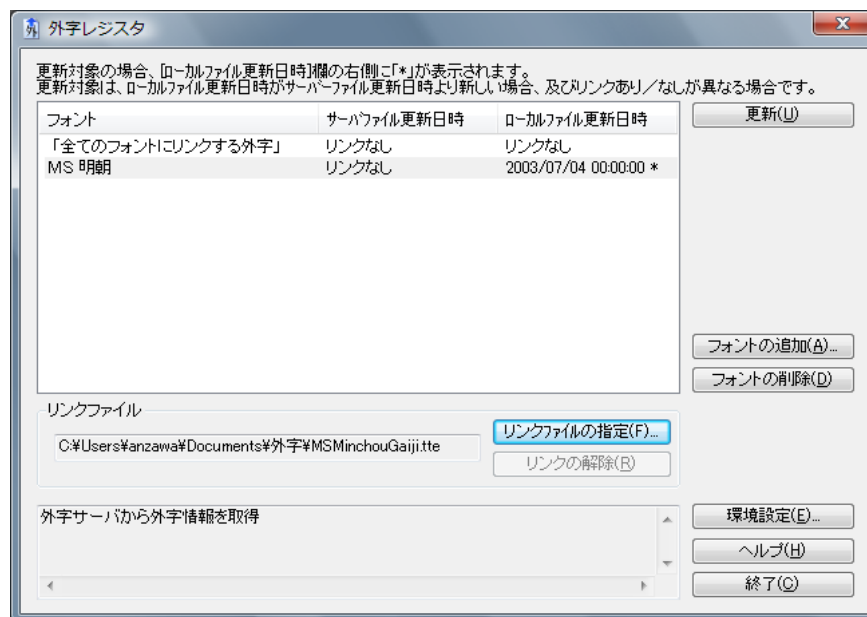 外字レジスタ
更新対象の場合、[ローカルファイル更新日時]欄の右側に「*」が表示されます。
更新対象は、ローカルファイル更新日時がサーバーファイル更新日時より新しい場合、及びリンクあり／なしが異なる場合です。
フォント サーバファイル更新日時 ローカルファイル更新日時
更新(U)
「全てのフォントにリンクする外字」 リンクなし リンクなし
MS 明朝 リンクなし 2003/07/04 00:00:00 *
フォントの追加(A)...
フォントの削除(D)
リンクファイル
C:¥Users¥anzawa¥Documents¥外字¥MSMinchouGaiji.tte
リンクファイルの指定(F)...
リンクの解除(R)
外字サーバから外字情報を取得
環境設定(E)...
ヘルプ(H)
終了(C)